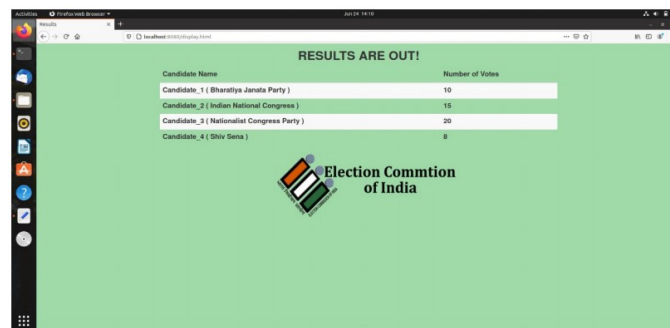 Activities Firefox Web Browser Jun 24 14:10
Results
localhost:8080/display.html
RESULTS ARE OUT!
Candidate Name Number of Votes
Candidate_1 ( Bharatiya Janata Party ) 10
Candidate_2 ( Indian National Congress ) 15
Candidate_3 ( Nationalist Congress Party ) 20
Candidate_4 ( Shiv Sena ) 8
Election Commtion
of India